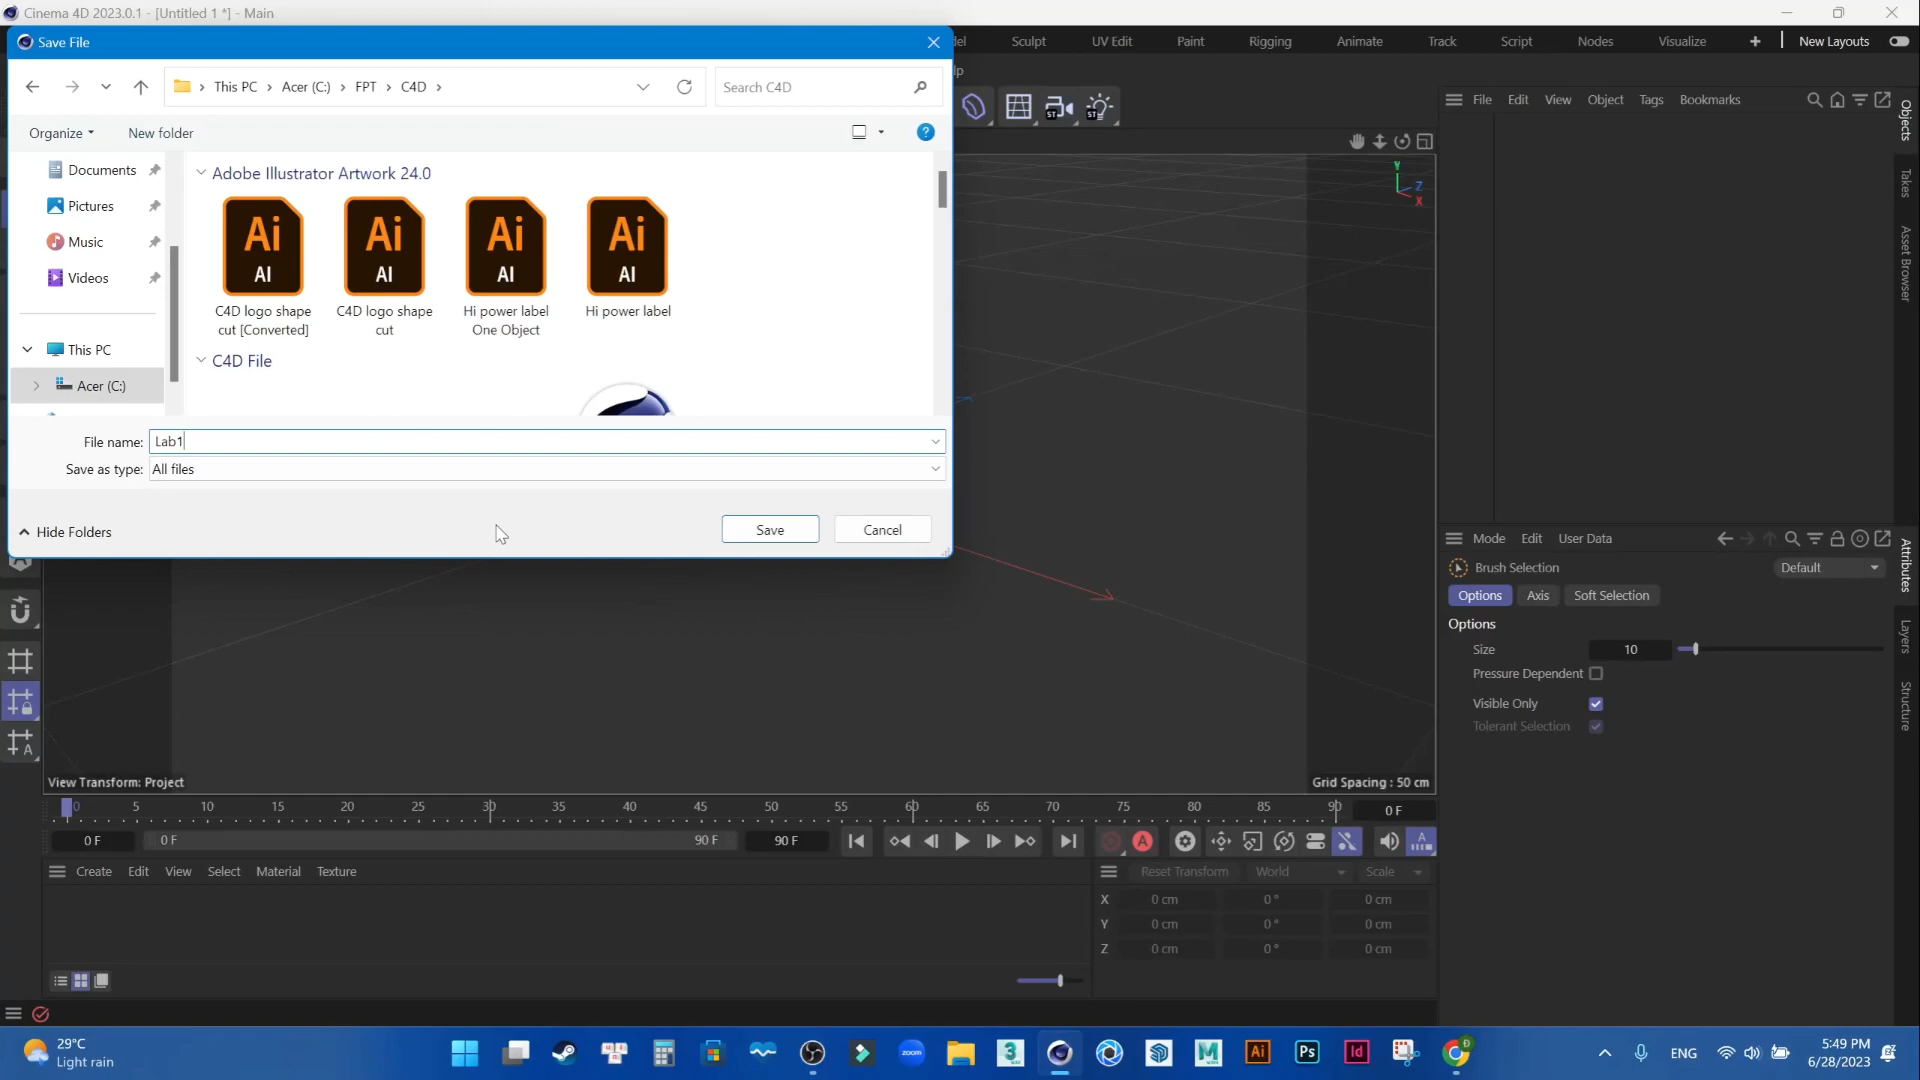 Cinema 4D 2023.0.1 - [Untitled 1 *] - Main
Save File
Sculpt UV Edit Paint Rigging Animate Track Script Nodes Visualize + New Layouts
This PC > Acer (C:) > FPT > C4D >
Search C4D
Organize
New folder
Documents
Pictures
Music
Videos
This PC
Acer (C:)
Adobe Illustrator Artwork 24.0
Ai Ai Ai Ai
AI AI AI AI
C4D logo shape cut [Converted]
C4D logo shape cut
Hi power label One Object
Hi power label
C4D File
File name: Lab1
Save as type: All files
Hide Folders
Save
Cancel
ST ST
File Edit View Object Tags Bookmarks
Objects
Takes
Asset Browser
Y
Z
X
Mode Edit User Data
Attributes
Layers
Structure
Brush Selection
Default
Options Axis Soft Selection
Options
Size 10
Pressure Dependent
Visible Only
Tolerant Selection
View Transform: Project
Grid Spacing : 50 cm
0 5 10 15 20 25 30 35 40 45 50 55 60 65 70 75 80 85 90
0 F
0 F 0 F 90 F 90 F
A
A
Create Edit View Select Material Texture
Reset Transform World Scale
X 0 cm 0 ° 0 cm
Y 0 cm 0 ° 0 cm
Z 0 cm 0 ° 0 cm
29°C
Light rain
zoom
3
M
Ai
Ps
Id
ENG
5:49 PM
6/28/2023